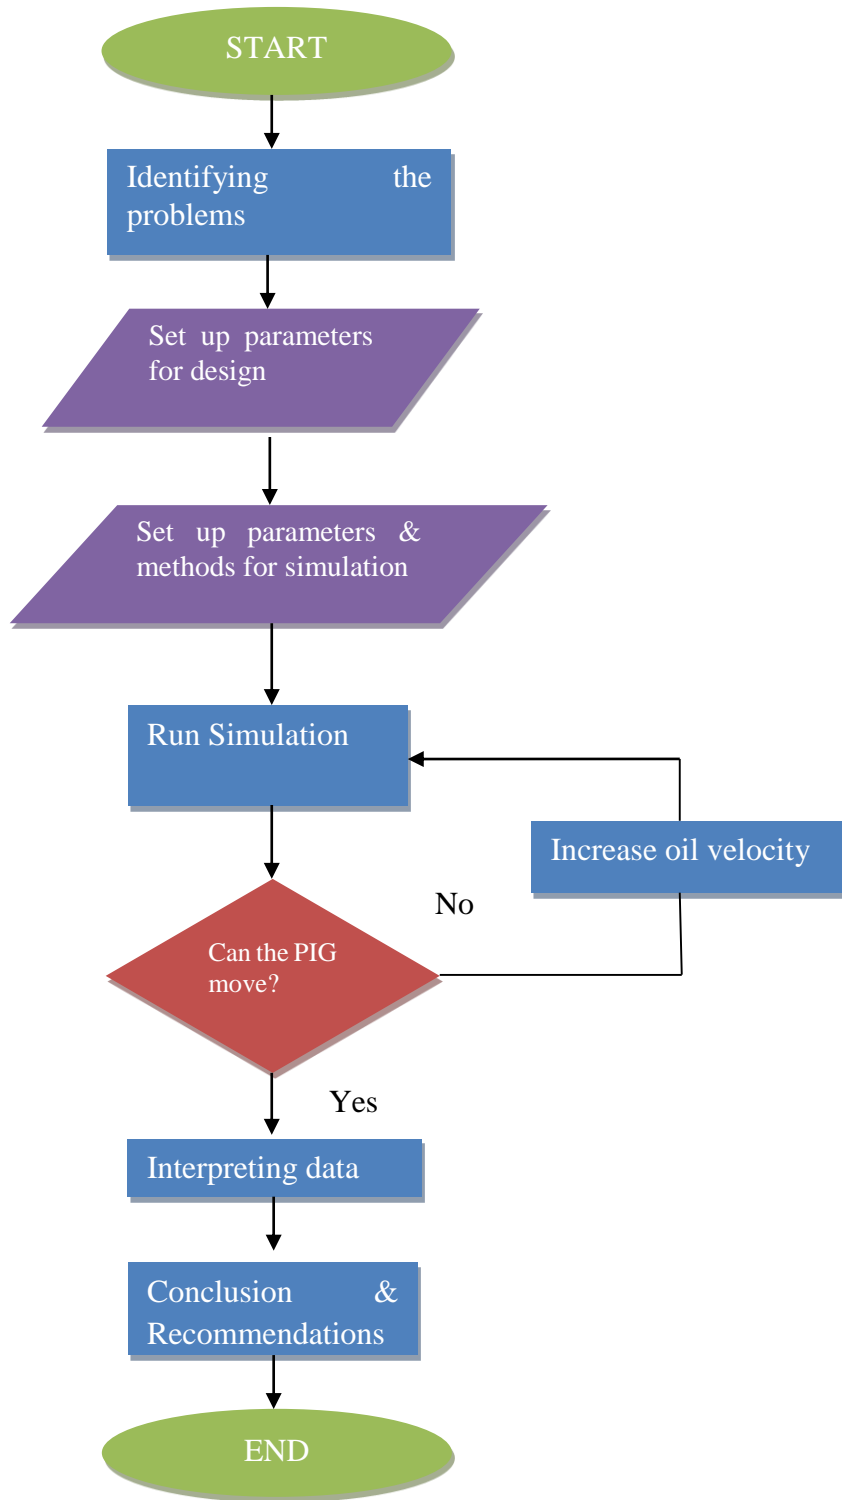 START
Identifying the
problems
Set up parameters
for design
Set up parameters &
methods for simulation
Run Simulation
Increase oil velocity
No
Can the PIG
move?
Yes
Interpreting data
Conclusion &
Recommendations
END